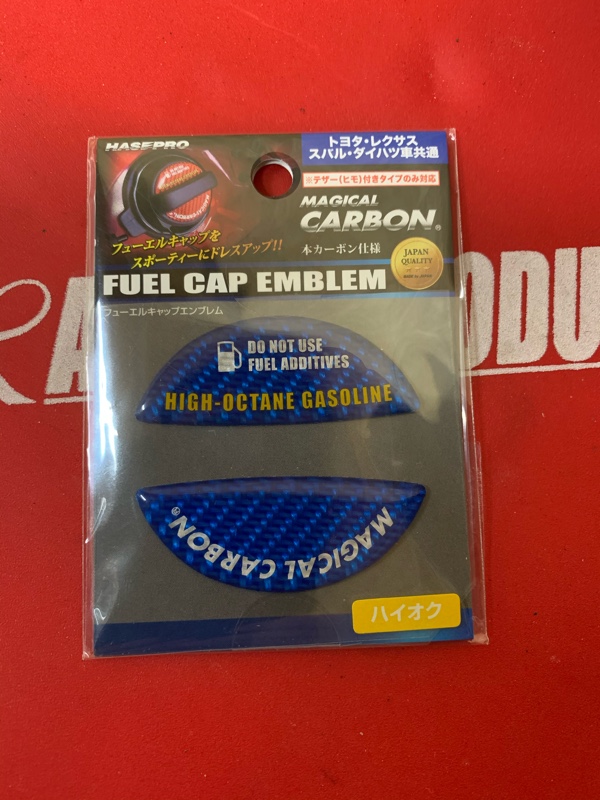 HASEPRO
トヨタ・レクサス
スバル・ダイハツ車共通
※テザー(ヒモ)付きタイプのみ対応
MAGICAL
CARBON®
本カーボン仕様
JAPAN
QUALITY
フューエルキャップを
スポーティーにドレスアップ!!
FUEL CAP EMBLEM
フューエルキャップエンブレム
DO NOT USE
FUEL ADDITIVES
HIGH-OCTANE GASOLINE
MAGICAL CARBON®
ハイオク